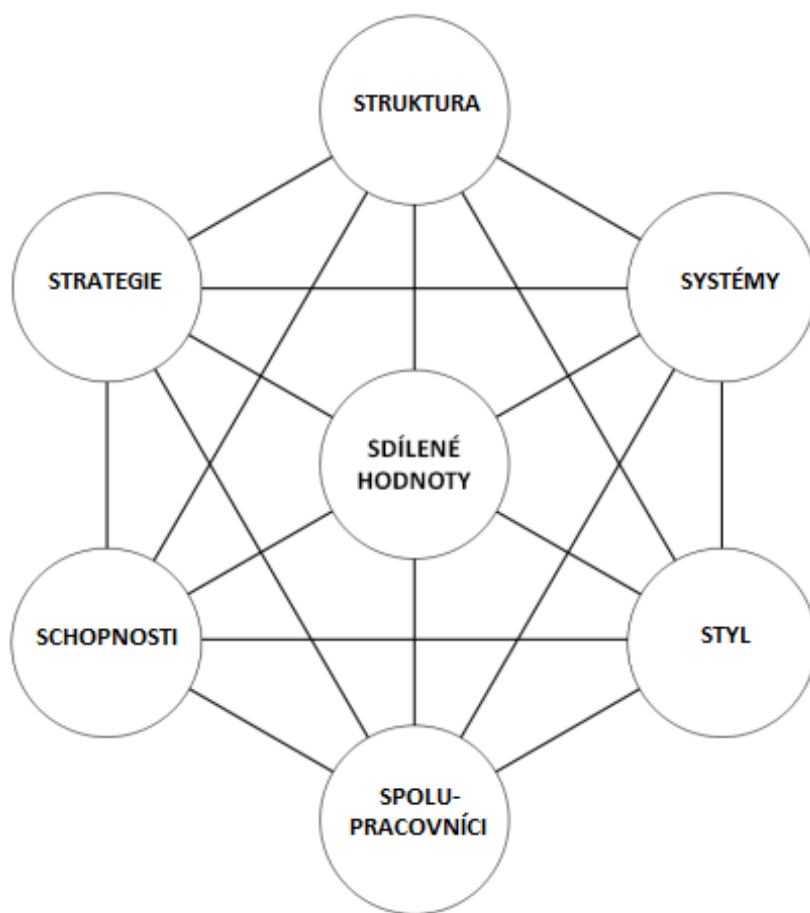 STRUKTURA
STRATEGIE
SYSTÉMY
SDÍLENÉ
HODNOTY
SCHOPNOSTI
STYL
SPOLU-
PRACOVNÍCI